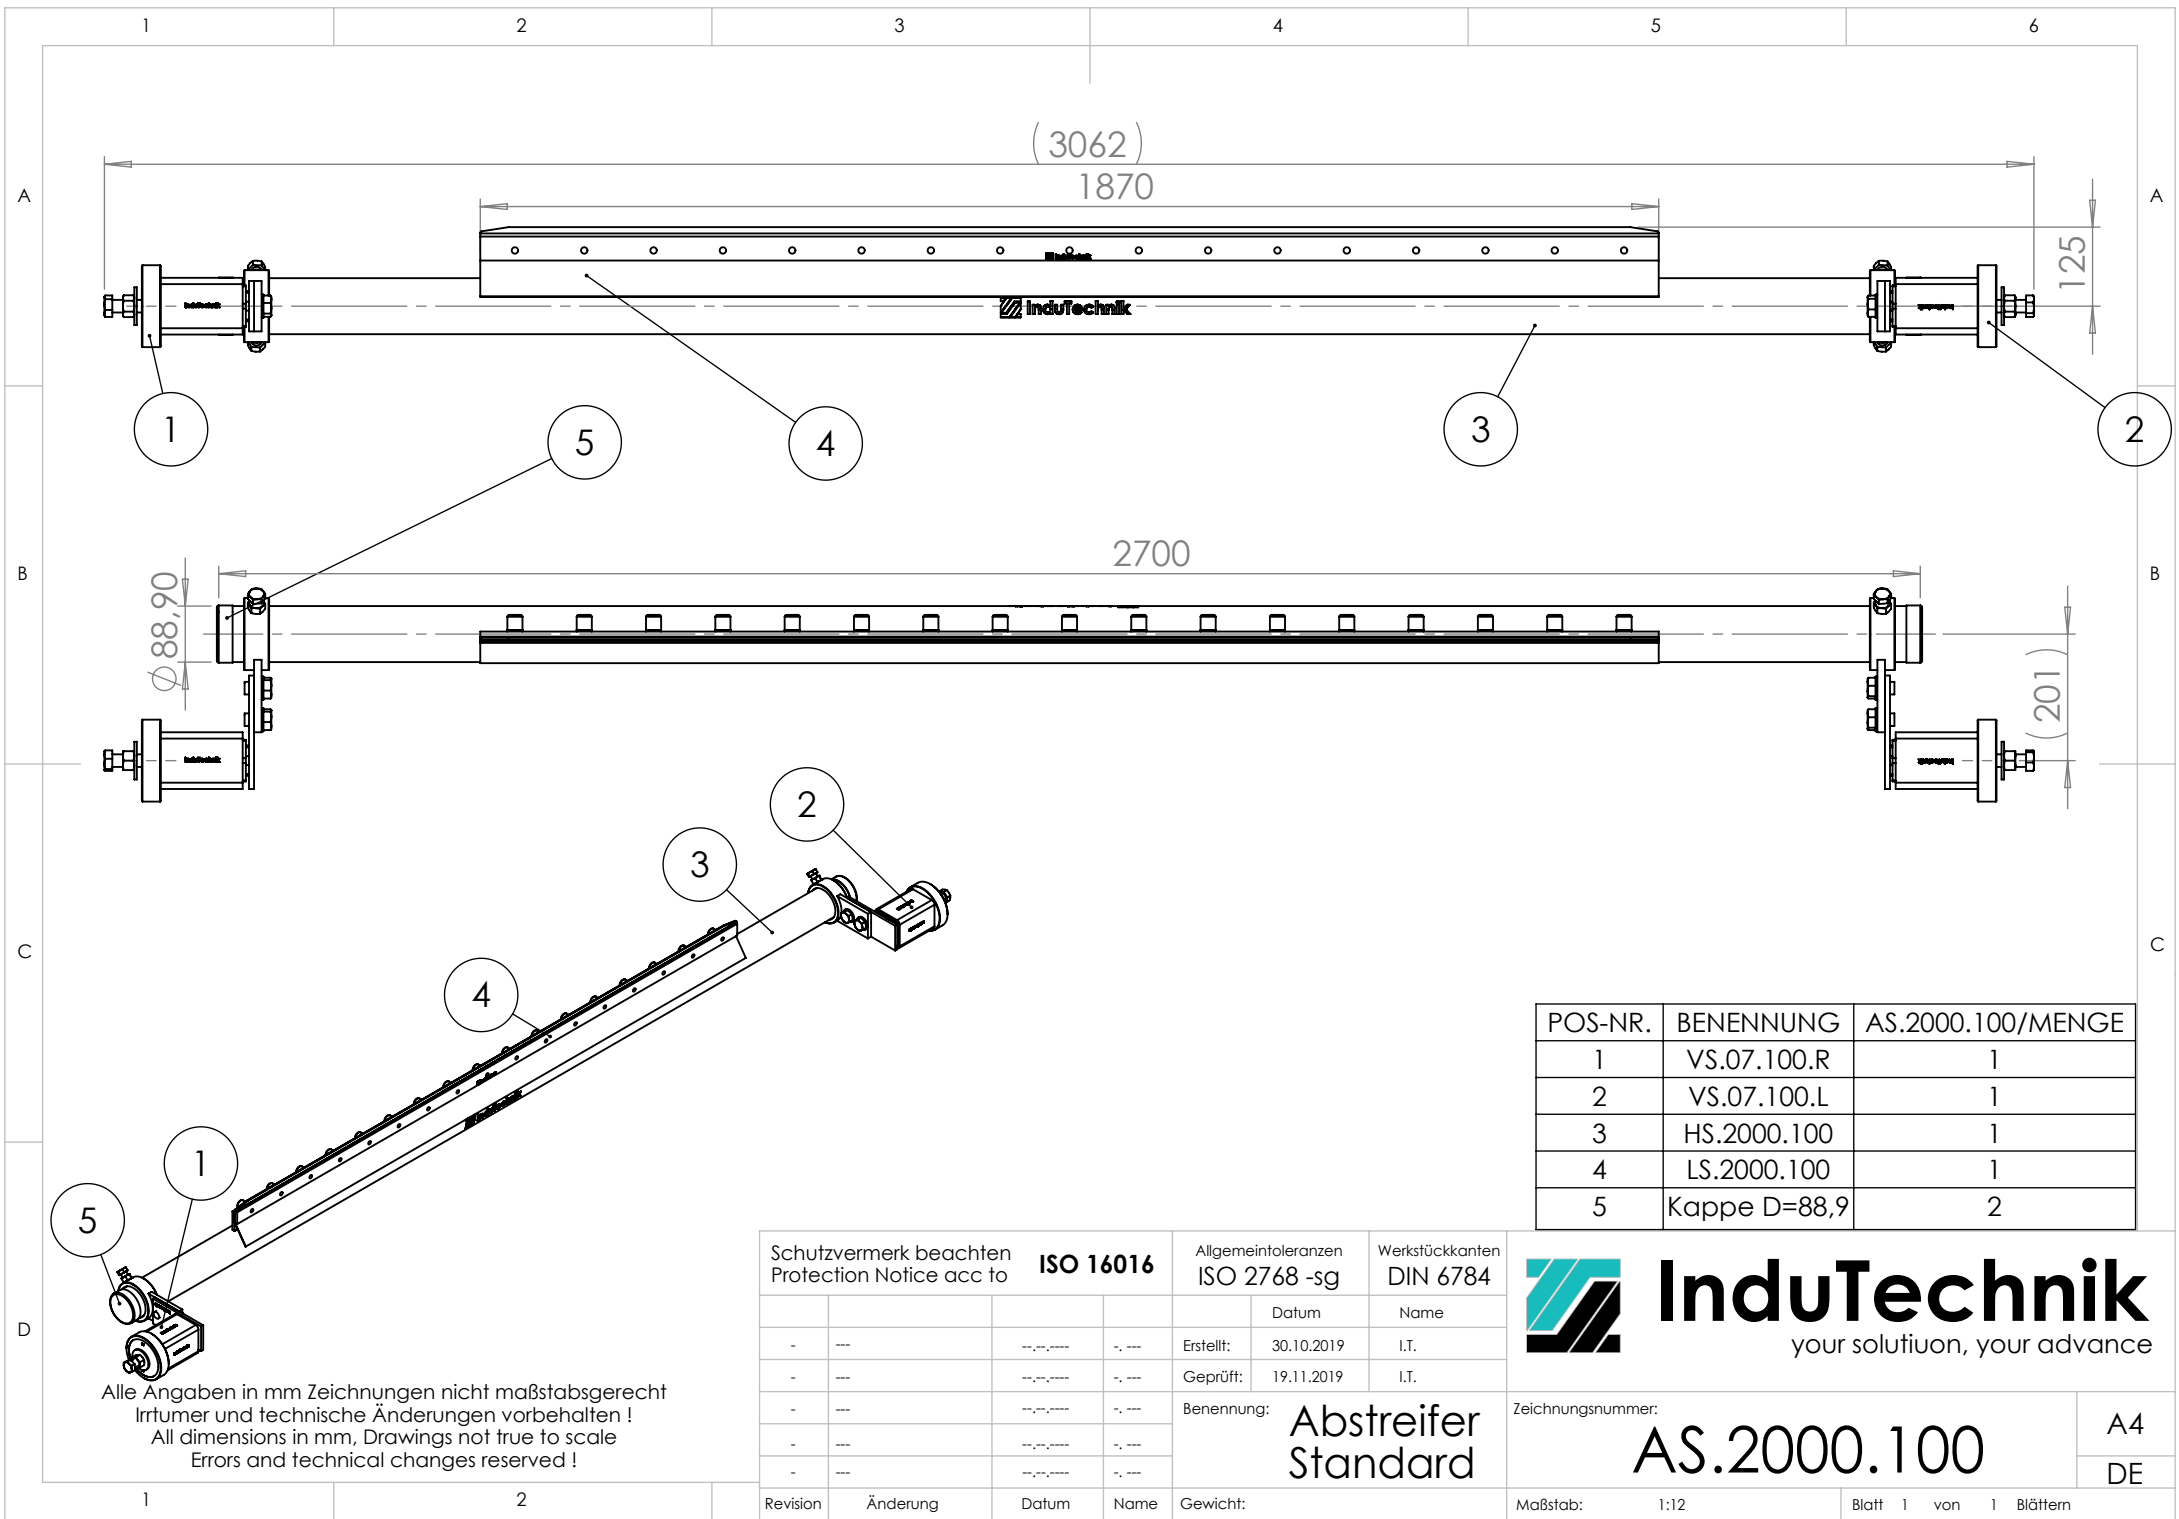 1 2 3 4 5 6
A A
(3062)
1870
125
InduTechnik
1 4 3 2
5
B B
2700
⌀ 88,90
(201)
2
3
C C
4
1
5
POS-NR. BENENNUNG AS.2000.100/MENGE
1 VS.07.100.R 1
2 VS.07.100.L 1
3 HS.2000.100 1
4 LS.2000.100 1
5 Kappe D=88,9 2
D
Alle Angaben in mm Zeichnungen nicht maßstabsgerecht
Irrtumer und technische Änderungen vorbehalten !
All dimensions in mm, Drawings not true to scale
Errors and technical changes reserved !
1 2
Schutzvermerk beachten
Protection Notice acc to
ISO 16016
Allgemeintoleranzen
ISO 2768 -sg
Werkstückkanten
DIN 6784
Datum Name
- --- --.--.---- -. --- Erstellt: 30.10.2019 I.T.
- --- --.--.---- -. --- Geprüft: 19.11.2019 I.T.
- --- --.--.---- -. ---
- --- --.--.---- -. ---
- --- --.--.---- -. ---
Revision Änderung Datum Name
Benennung:
Abstreifer
Standard
Gewicht:
InduTechnik
your solutiuon, your advance
Zeichnungsnummer:
AS.2000.100
A4
DE
Maßstab: 1:12
Blatt 1 von 1 Blättern